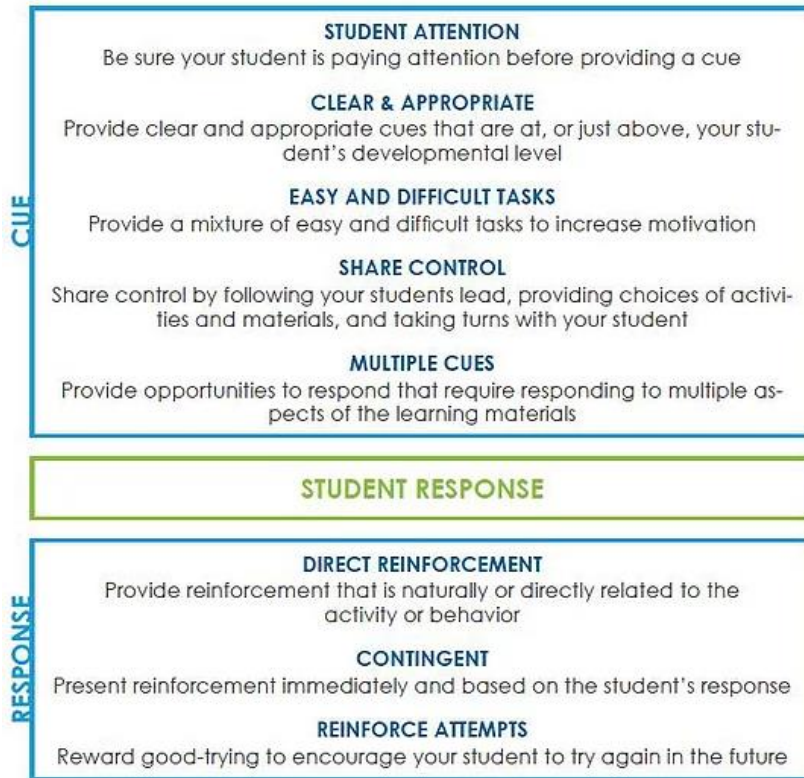 CUE
STUDENT ATTENTION
Be sure your student is paying attention before providing a cue
CLEAR & APPROPRIATE
Provide clear and appropriate cues that are at, or just above, your stu-
dent's developmental level
EASY AND DIFFICULT TASKS
Provide a mixture of easy and difficult tasks to increase motivation
SHARE CONTROL
Share control by following your students lead, providing choices of activi-
ties and materials, and taking turns with your student
MULTIPLE CUES
Provide opportunities to respond that require responding to multiple as-
pects of the learning materials
STUDENT RESPONSE
RESPONSE
DIRECT REINFORCEMENT
Provide reinforcement that is naturally or directly related to the
activity or behavior
CONTINGENT
Present reinforcement immediately and based on the student's response
REINFORCE ATTEMPTS
Reward good-trying to encourage your student to try again in the future